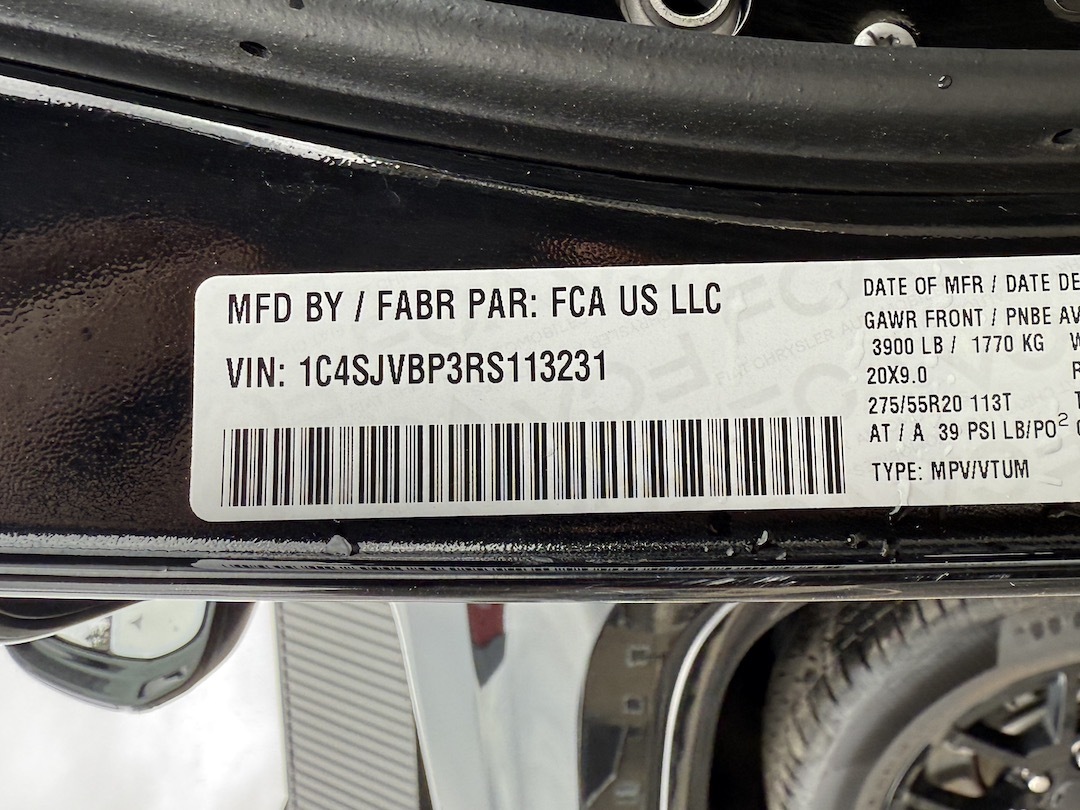 MFD BY / FABR PAR: FCA US LLC
VIN: 1C4SJVBP3RS113231
DATE OF MFR / DATE DE
GAWR FRONT / PNBE AV
3900 LB / 1770 KG
20X9.0
275/55R20 113T
AT / A 39 PSI LB/PO²
TYPE: MPV/VTUM